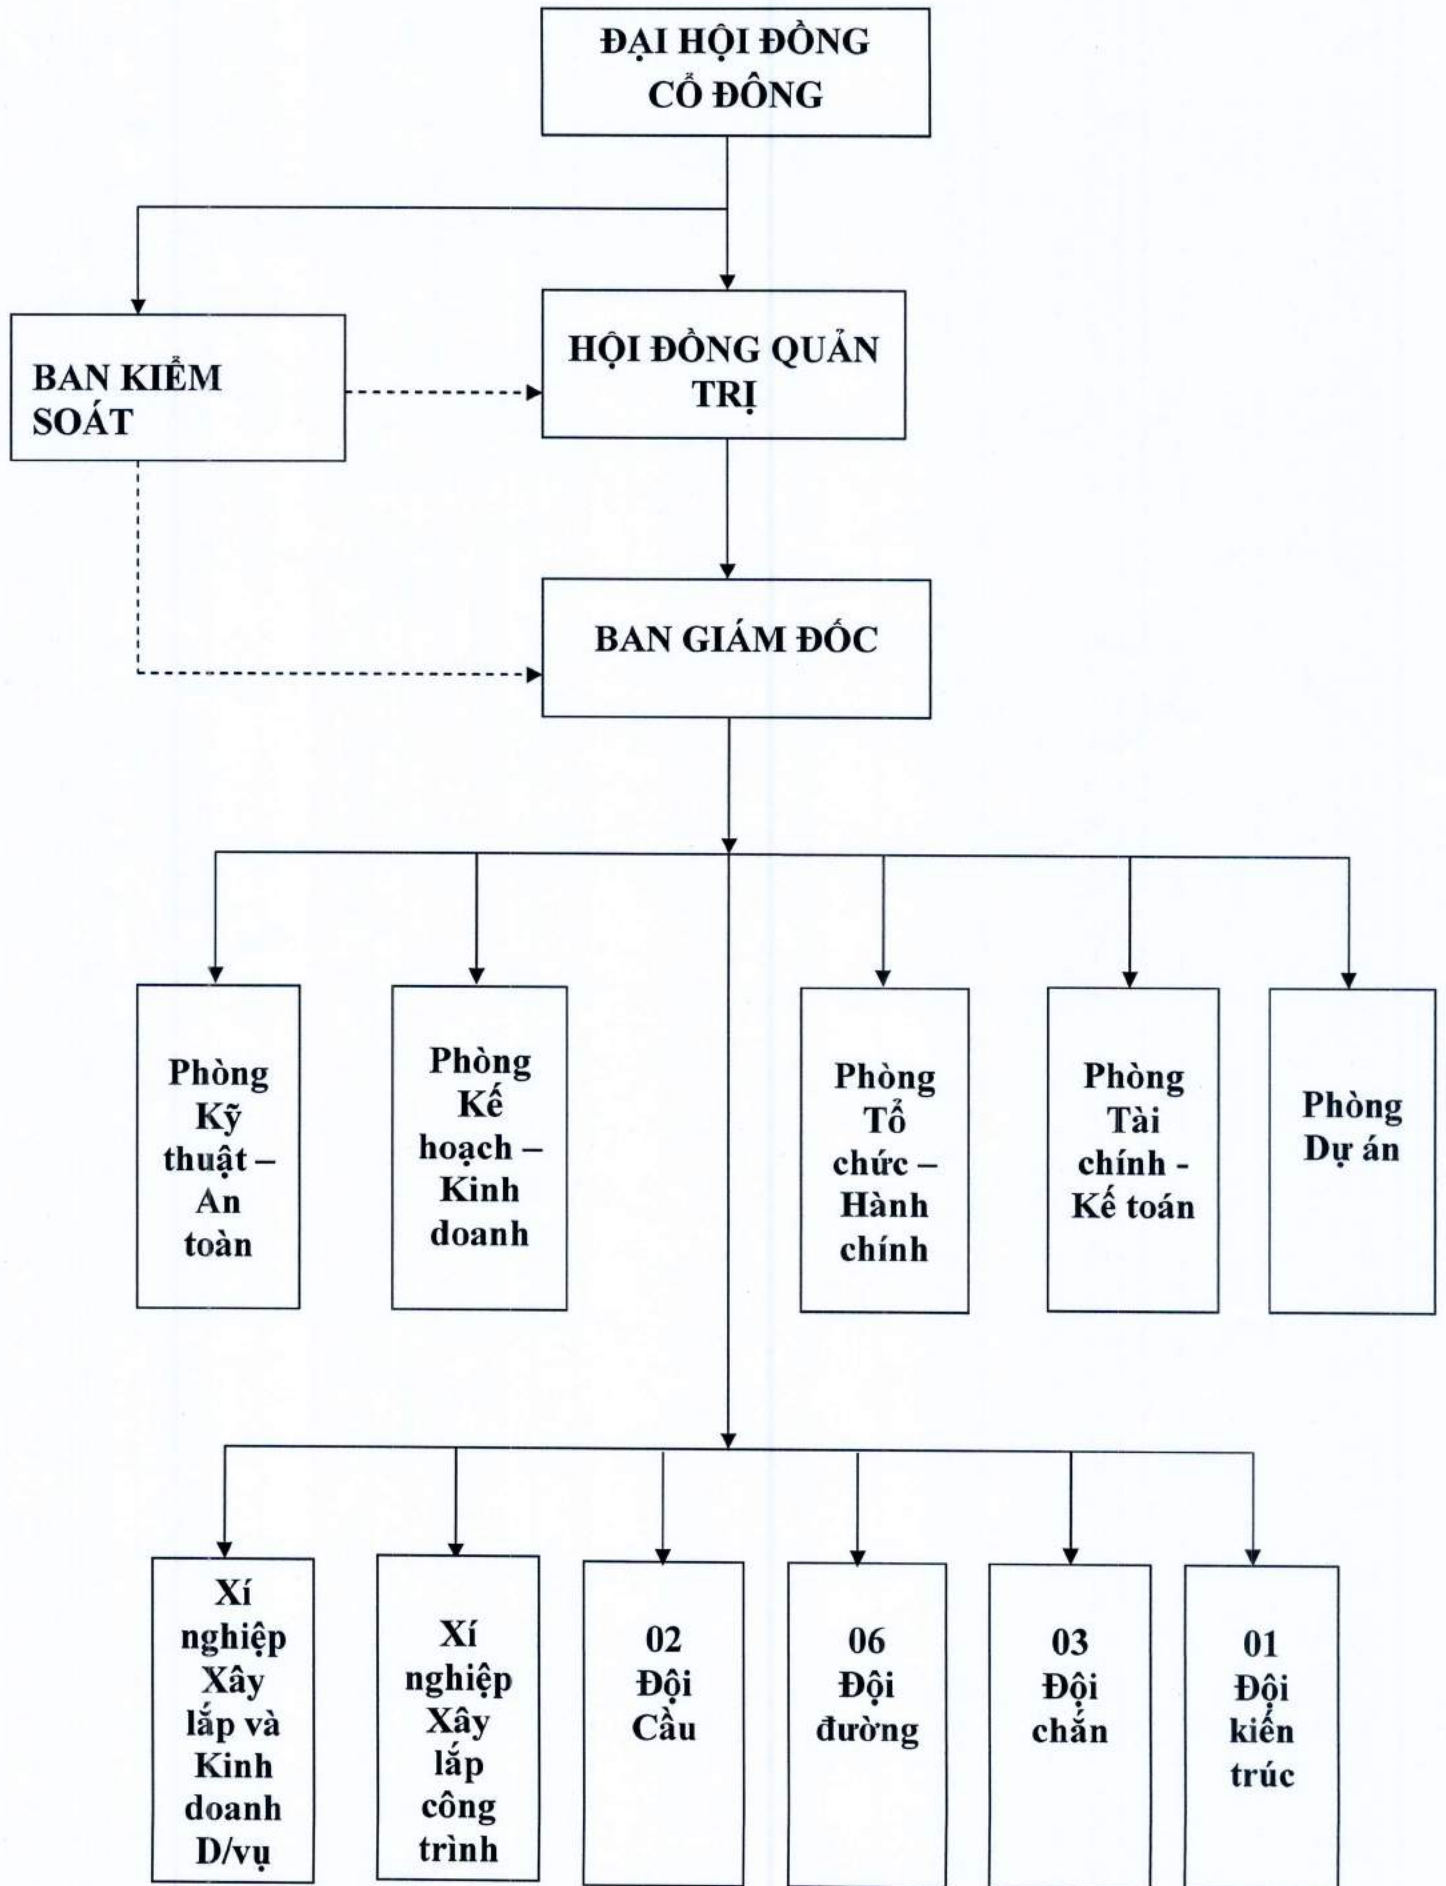 ĐẠI HỘI ĐỒNG
CỔ ĐÔNG
BAN KIỂM
SOÁT
HỘI ĐỒNG QUẢN
TRỊ
BAN GIÁM ĐỐC
Phòng
Kỹ
thuật –
An
toàn
Phòng
Kế
hoạch –
Kinh
doanh
Phòng
Tổ
chức –
Hành
chính
Phòng
Tài
chính -
Kế toán
Phòng
Dự án
Xí
nghiệp
Xây
lắp và
Kinh
doanh
D/vụ
Xí
nghiệp
Xây
lắp
công
trình
02
Đội
Cầu
06
Đội
đường
03
Đội
chắn
01
Đội
kiến
trúc